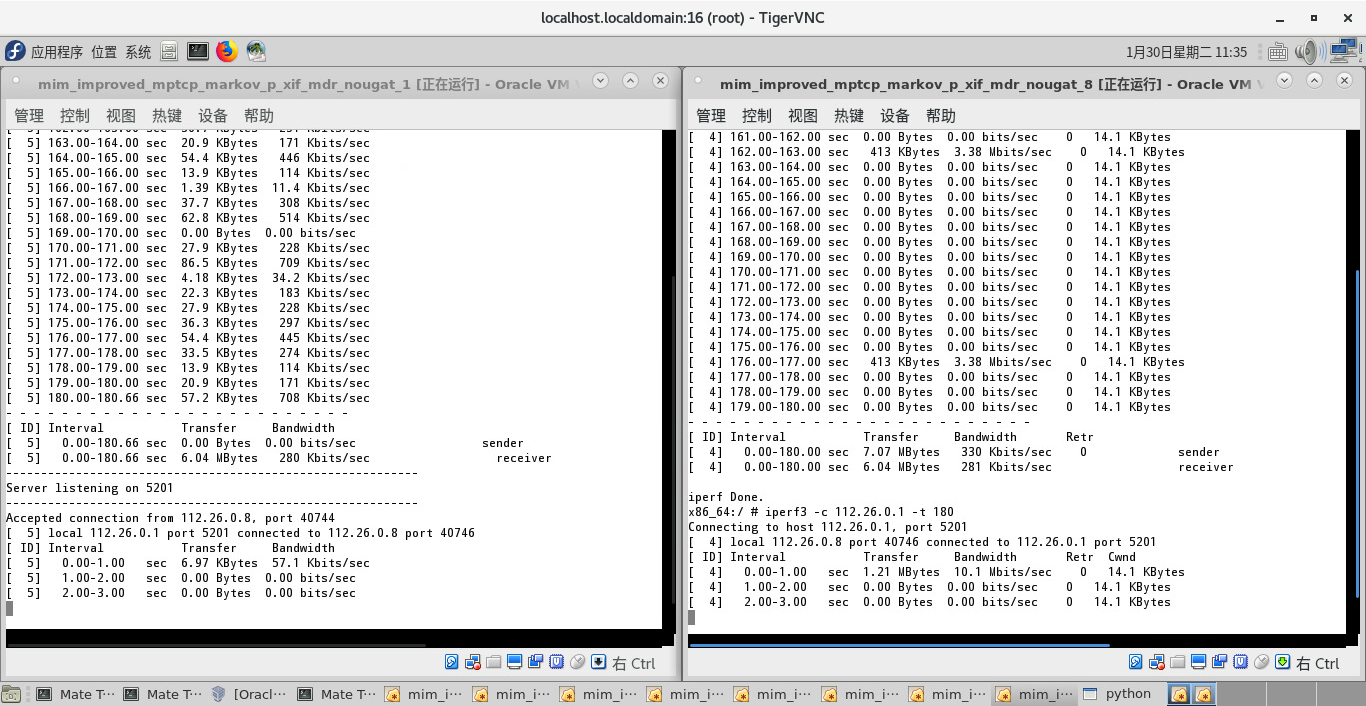 localhost.localdomain:16 (root) - TigerVNC
应用程序 位置 系统
1月30日星期二 11:35
mim_improved_mptcp_markov_p_xif_mdr_nougat_1 [正在运行] - Oracle VM
管理 控制 视图 热键 设备 帮助
[  5] 163.00-164.00 sec  20.9 KBytes   171 Kbits/sec
[  5] 164.00-165.00 sec  54.4 KBytes   446 Kbits/sec
[  5] 165.00-166.00 sec  13.9 KBytes   114 Kbits/sec
[  5] 166.00-167.00 sec  1.39 KBytes  11.4 Kbits/sec
[  5] 167.00-168.00 sec  37.7 KBytes   308 Kbits/sec
[  5] 168.00-169.00 sec  62.8 KBytes   514 Kbits/sec
[  5] 169.00-170.00 sec  0.00 Bytes  0.00 bits/sec
[  5] 170.00-171.00 sec  27.9 KBytes   228 Kbits/sec
[  5] 171.00-172.00 sec  86.5 KBytes   709 Kbits/sec
[  5] 172.00-173.00 sec  4.18 KBytes  34.2 Kbits/sec
[  5] 173.00-174.00 sec  22.3 KBytes   183 Kbits/sec
[  5] 174.00-175.00 sec  27.9 KBytes   228 Kbits/sec
[  5] 175.00-176.00 sec  36.3 KBytes   297 Kbits/sec
[  5] 176.00-177.00 sec  54.4 KBytes   445 Kbits/sec
[  5] 177.00-178.00 sec  33.5 KBytes   274 Kbits/sec
[  5] 178.00-179.00 sec  13.9 KBytes   114 Kbits/sec
[  5] 179.00-180.00 sec  20.9 KBytes   171 Kbits/sec
[  5] 180.00-180.66 sec  57.2 KBytes   708 Kbits/sec
- - - - - - - - - - - - - - - - - - - - - - - - -
[ ID] Interval           Transfer     Bandwidth
[  5]   0.00-180.66 sec  0.00 Bytes  0.00 bits/sec                  sender
[  5]   0.00-180.66 sec  6.04 MBytes   280 Kbits/sec                  receiver
-----------------------------------------------------------
Server listening on 5201
-----------------------------------------------------------
Accepted connection from 112.26.0.8, port 40744
[  5] local 112.26.0.1 port 5201 connected to 112.26.0.8 port 40746
[ ID] Interval           Transfer     Bandwidth
[  5]   0.00-1.00   sec  6.97 KBytes  57.1 Kbits/sec
[  5]   1.00-2.00   sec  0.00 Bytes  0.00 bits/sec
[  5]   2.00-3.00   sec  0.00 Bytes  0.00 bits/sec
右 Ctrl
mim_improved_mptcp_markov_p_xif_mdr_nougat_8 [正在运行] - Oracle VM
管理 控制 视图 热键 设备 帮助
[  4] 161.00-162.00 sec  0.00 Bytes  0.00 bits/sec    0   14.1 KBytes
[  4] 162.00-163.00 sec   413 KBytes  3.38 Mbits/sec    0   14.1 KBytes
[  4] 163.00-164.00 sec  0.00 Bytes  0.00 bits/sec    0   14.1 KBytes
[  4] 164.00-165.00 sec  0.00 Bytes  0.00 bits/sec    0   14.1 KBytes
[  4] 165.00-166.00 sec  0.00 Bytes  0.00 bits/sec    0   14.1 KBytes
[  4] 166.00-167.00 sec  0.00 Bytes  0.00 bits/sec    0   14.1 KBytes
[  4] 167.00-168.00 sec  0.00 Bytes  0.00 bits/sec    0   14.1 KBytes
[  4] 168.00-169.00 sec  0.00 Bytes  0.00 bits/sec    0   14.1 KBytes
[  4] 169.00-170.00 sec  0.00 Bytes  0.00 bits/sec    0   14.1 KBytes
[  4] 170.00-171.00 sec  0.00 Bytes  0.00 bits/sec    0   14.1 KBytes
[  4] 171.00-172.00 sec  0.00 Bytes  0.00 bits/sec    0   14.1 KBytes
[  4] 172.00-173.00 sec  0.00 Bytes  0.00 bits/sec    0   14.1 KBytes
[  4] 173.00-174.00 sec  0.00 Bytes  0.00 bits/sec    0   14.1 KBytes
[  4] 174.00-175.00 sec  0.00 Bytes  0.00 bits/sec    0   14.1 KBytes
[  4] 175.00-176.00 sec  0.00 Bytes  0.00 bits/sec    0   14.1 KBytes
[  4] 176.00-177.00 sec   413 KBytes  3.38 Mbits/sec    0   14.1 KBytes
[  4] 177.00-178.00 sec  0.00 Bytes  0.00 bits/sec    0   14.1 KBytes
[  4] 178.00-179.00 sec  0.00 Bytes  0.00 bits/sec    0   14.1 KBytes
[  4] 179.00-180.00 sec  0.00 Bytes  0.00 bits/sec    0   14.1 KBytes
- - - - - - - - - - - - - - - - - - - - - - - - -
[ ID] Interval           Transfer     Bandwidth       Retr
[  4]   0.00-180.00 sec  7.07 MBytes   330 Kbits/sec    0             sender
[  4]   0.00-180.00 sec  6.04 MBytes   281 Kbits/sec                  receiver
iperf Done.
x86_64:/ # iperf3 -c 112.26.0.1 -t 180
Connecting to host 112.26.0.1, port 5201
[  4] local 112.26.0.8 port 40746 connected to 112.26.0.1 port 5201
[ ID] Interval           Transfer     Bandwidth       Retr  Cwnd
[  4]   0.00-1.00   sec  1.21 MBytes  10.1 Mbits/sec    0   14.1 KBytes
[  4]   1.00-2.00   sec  0.00 Bytes  0.00 bits/sec    0   14.1 KBytes
[  4]   2.00-3.00   sec  0.00 Bytes  0.00 bits/sec    0   14.1 KBytes
右 Ctrl
Mate T··· Mate T··· [Oracl··· Mate T··· mim_i··· mim_i··· mim_i··· mim_i··· mim_i··· mim_i··· mim_i··· mim_i··· python